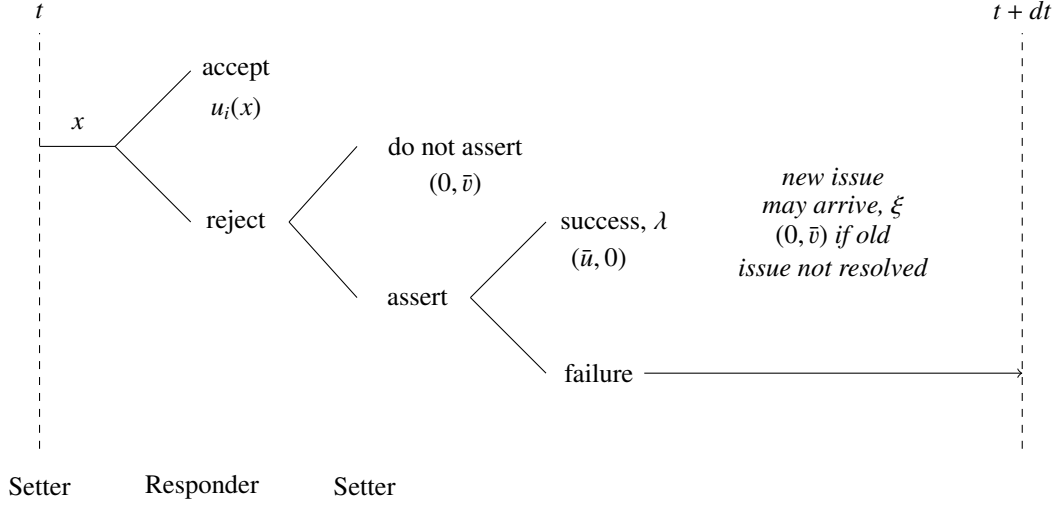 t
t + dt
accept
u_i(x)
x
do not assert
(0, v̄)
reject
success, λ
(ū, 0)
new issue
may arrive, ξ
(0, v̄) if old
issue not resolved
assert
failure
Setter
Responder
Setter